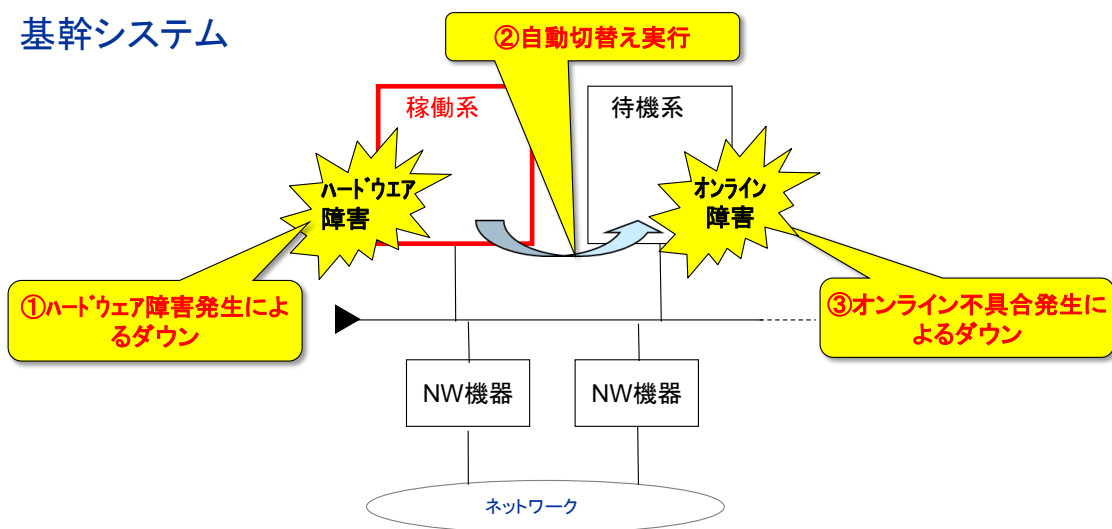 基幹システム
②自動切替え実行
稼働系
待機系
ﾊｰﾄﾞｳエア
障害
オンライン
障害
①ﾊｰﾄﾞｳェア障害発生によ
るダウン
③オンライン不具合発生に
よるダウン
NW機器
NW機器
ネットワーク